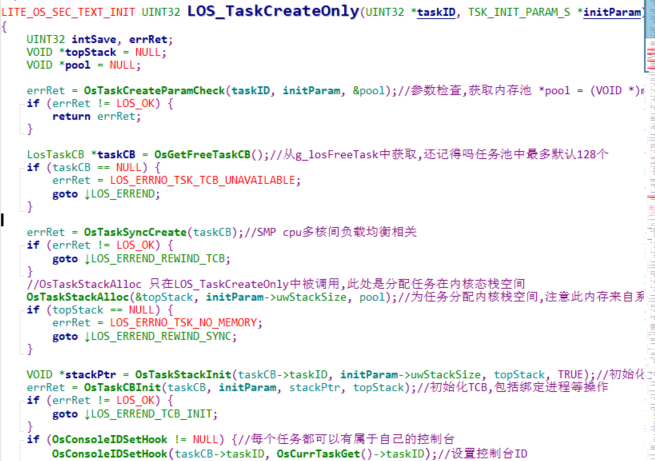 LITE_OS_SEC_TEXT_INIT UINT32 LOS_TaskCreateOnly(UINT32 *taskID, TSK_INIT_PARAM_S *initParam)
{
UINT32 intSave, errRet;
VOID *topStack = NULL;
VOID *pool = NULL;
errRet = OsTaskCreateParamCheck(taskID, initParam, &pool);//参数检查,获取内存池 *pool = (VOID *)
if (errRet != LOS_OK) {
return errRet;
}
LosTaskCB *taskCB = OsGetFreeTaskCB();//从g_losFreeTask中获取,还记得吗任务池中最多默认128个
if (taskCB == NULL) {
errRet = LOS_ERRNO_TSK_TCB_UNAVAILABLE;
goto ↓LOS_ERREND;
}
errRet = OsTaskSyncCreate(taskCB);//SMP cpu多核间负载均衡相关
if (errRet != LOS_OK) {
goto ↓LOS_ERREND_REWIND_TCB;
}
//OsTaskStackAlloc 只在LOS_TaskCreateOnly中被调用,此处是分配任务在内核态栈空间
OsTaskStackAlloc(&topStack, initParam->uwStackSize, pool);//为任务分配内核栈空间,注意此内存来自系
if (topStack == NULL) {
errRet = LOS_ERRNO_TSK_NO_MEMORY;
goto ↓LOS_ERREND_REWIND_SYNC;
}
VOID *stackPtr = OsTaskStackInit(taskCB->taskID, initParam->uwStackSize, topStack, TRUE);//初始化
errRet = OsTaskCBInit(taskCB, initParam, stackPtr, topStack);//初始化TCB,包括绑定进程等操作
if (errRet != LOS_OK) {
goto ↓LOS_ERREND_TCB_INIT;
}
if (OsConsoleIDSetHook != NULL) {//每个任务都可以有属于自己的控制台
OsConsoleIDSetHook(taskCB->taskID, OsCurrTaskGet()->taskID);//设置控制台ID